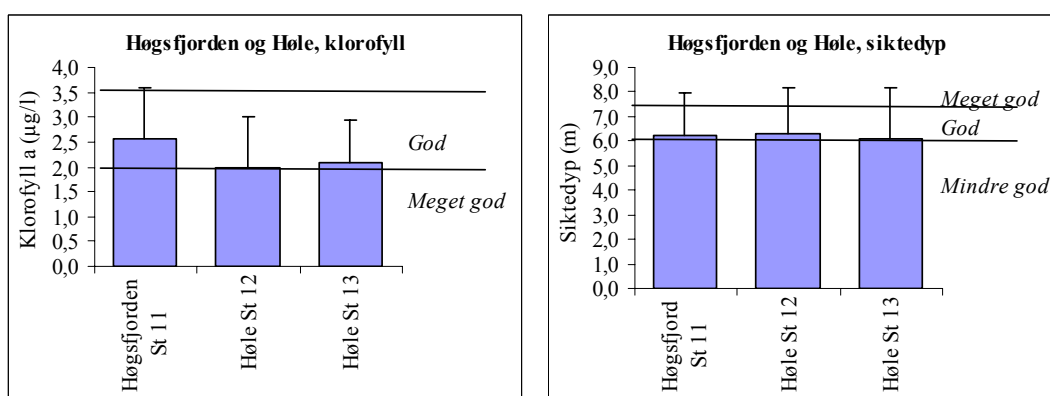 Høgsfjorden og Høle, klorofyll
4,0
3,5
3,0
2,5
2,0
1,5
1,0
0,5
0,0
Klorofyll a (µg/l)
God
Meget god
Høgsfjorden
St 11
Høle St 12
Høle St 13
Høgsfjorden og Høle, siktedyp
9,0
8,0
7,0
6,0
5,0
4,0
3,0
2,0
1,0
0,0
Siktedyp (m)
Meget god
God
Mindre god
Høgsfjord
St 11
Høle St 12
Høle St 13